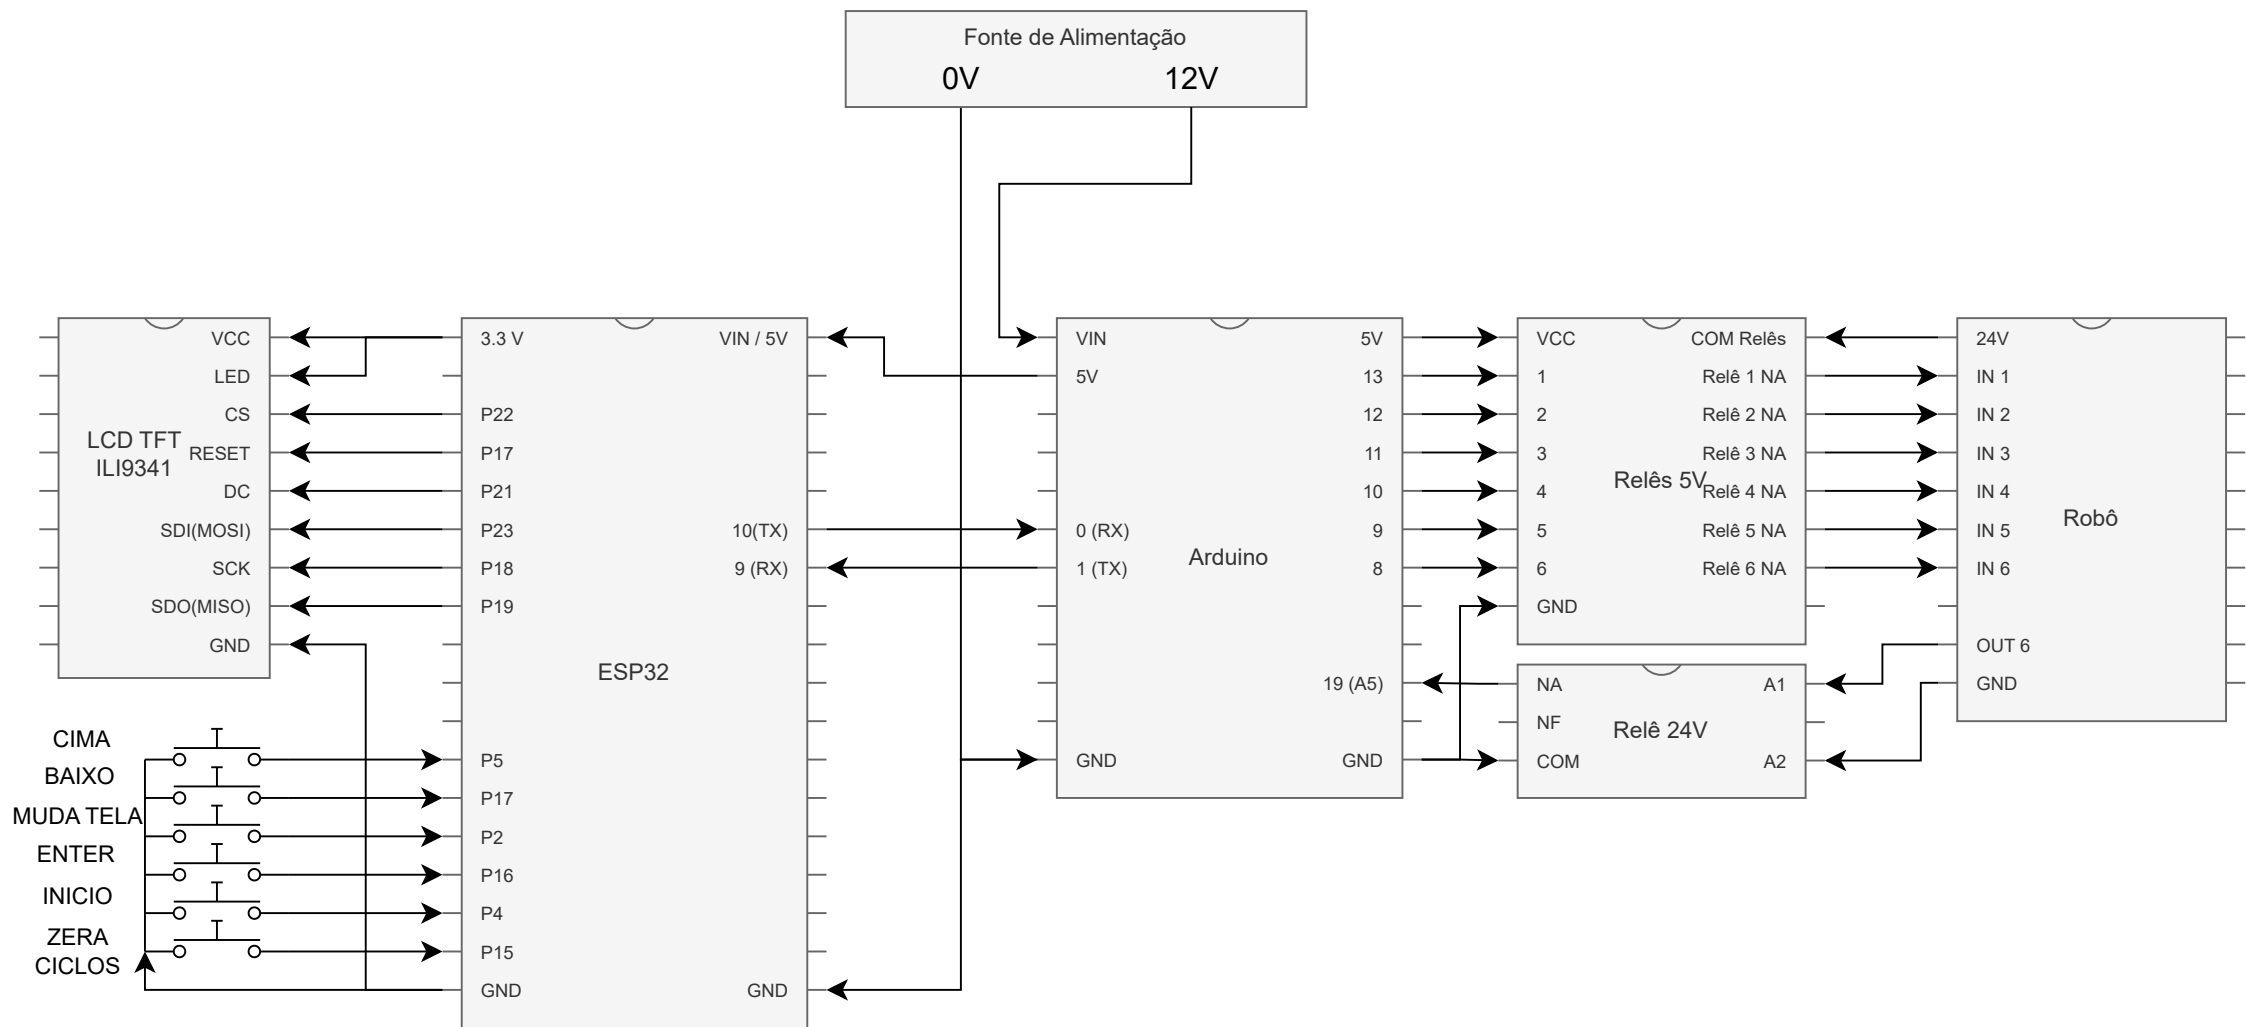 Fonte de Alimentação
0V
12V
LCD TFT
ILI9341
VCC
LED
CS
RESET
DC
SDI(MOSI)
SCK
SDO(MISO)
GND
CIMA
BAIXO
MUDA TELA
ENTER
INICIO
ZERA
CICLOS
ESP32
3.3 V
P22
P17
P21
P23
P18
P19
P5
P17
P2
P16
P4
P15
GND
VIN / 5V
10(TX)
9 (RX)
GND
Arduino
VIN
5V
0 (RX)
1 (TX)
GND
5V
13
12
11
10
9
8
19 (A5)
GND
Relês 5V
VCC
1
2
3
4
5
6
GND
COM Relês
Relê 1 NA
Relê 2 NA
Relê 3 NA
Relê 4 NA
Relê 5 NA
Relê 6 NA
Relê 24V
NA
NF
COM
A1
A2
Robô
24V
IN 1
IN 2
IN 3
IN 4
IN 5
IN 6
OUT 6
GND